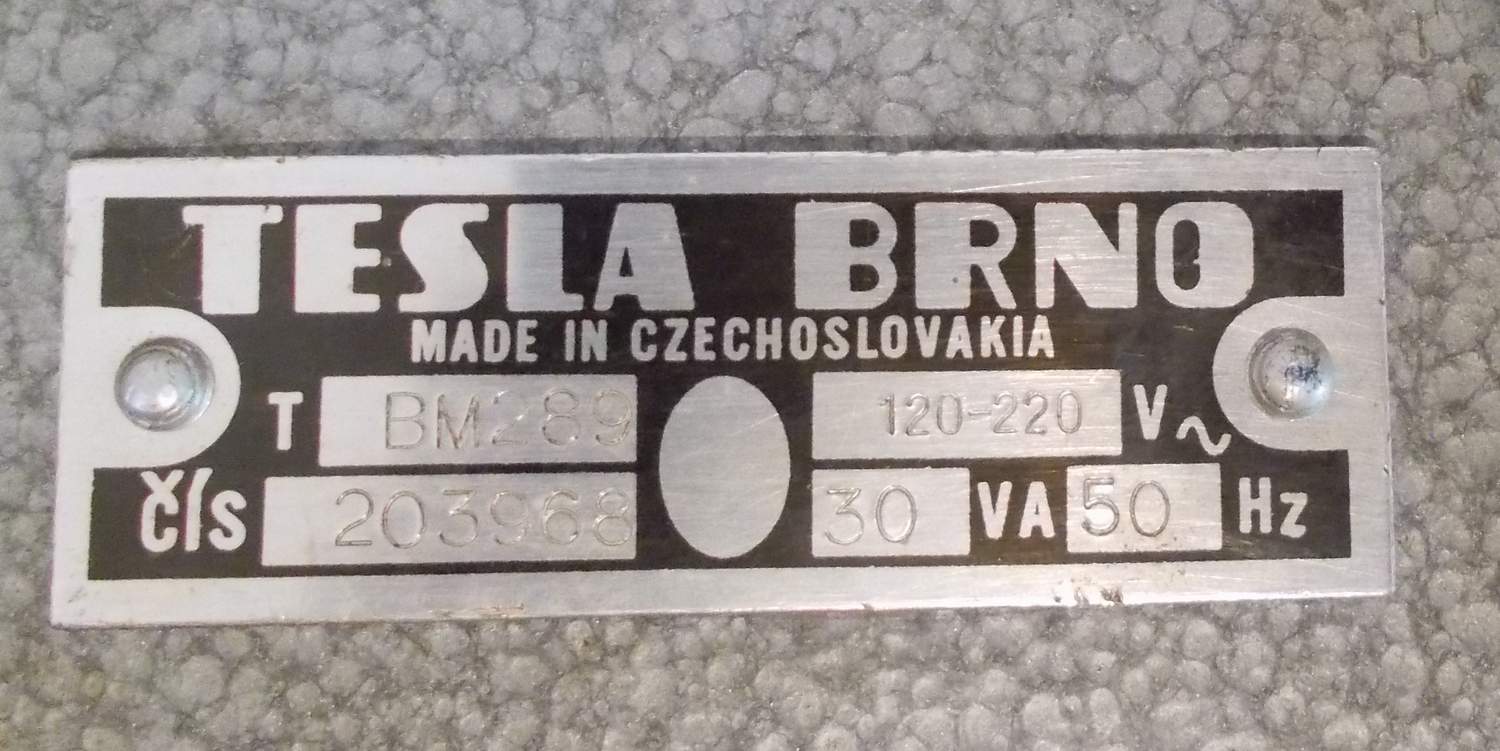 TESLA BRNO
MADE IN CZECHOSLOVAKIA
T BM289 120-220 V~
Č/S 203968 30 VA 50 Hz